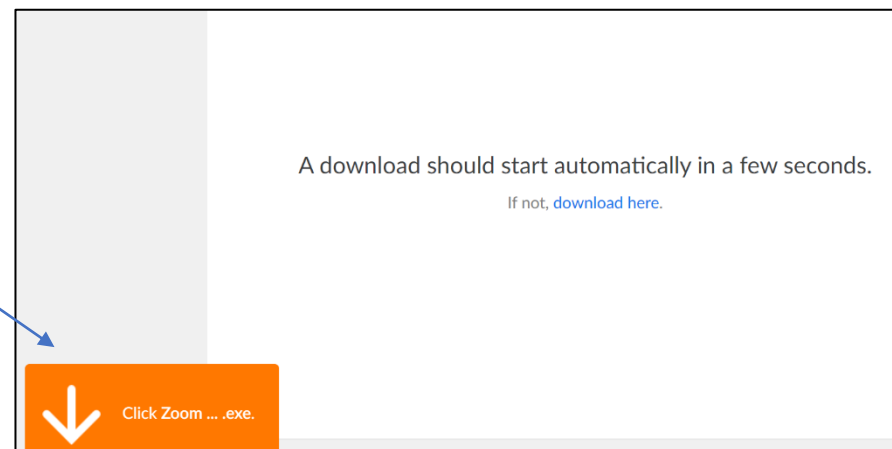 A download should start automatically in a few seconds.
If not, download here.
Click Zoom ... .exe.